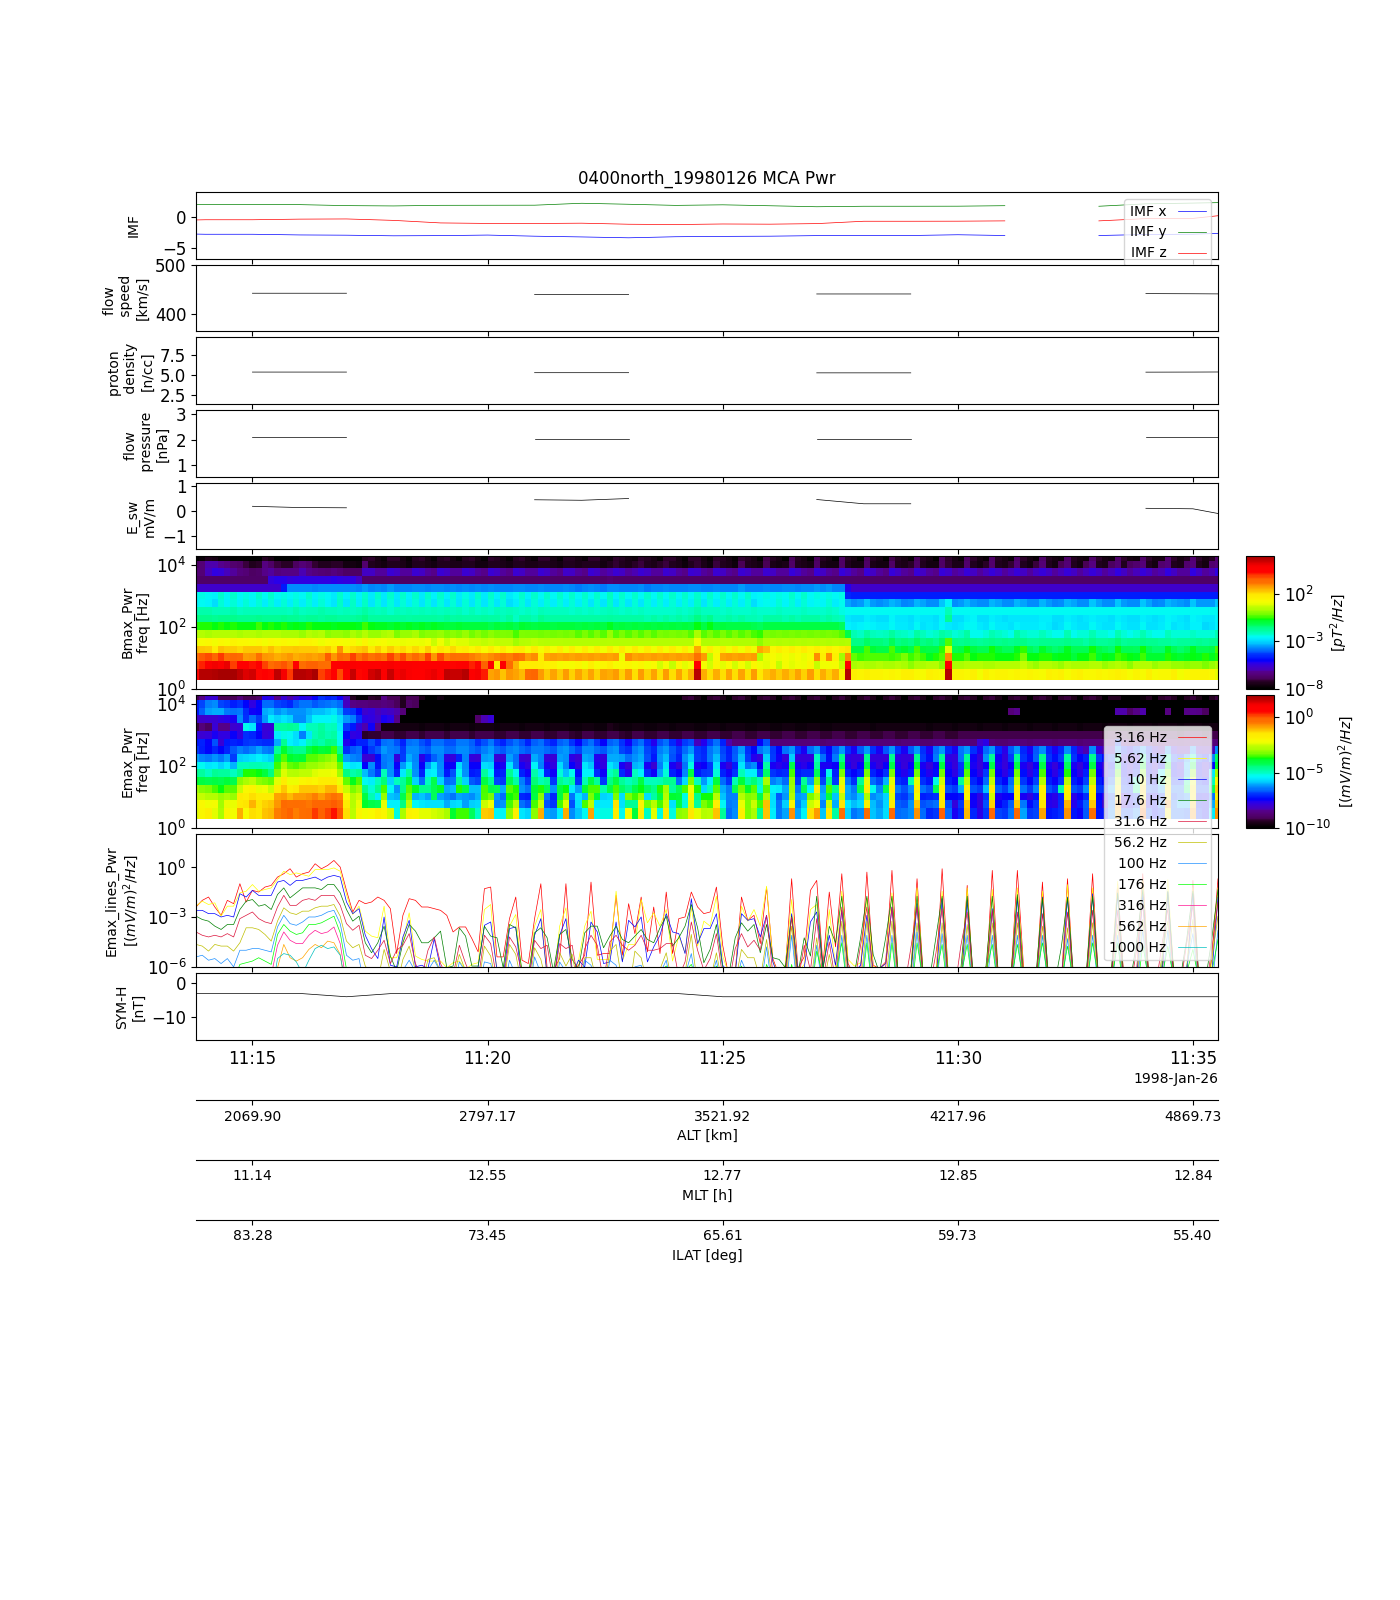 0400north_19980126 MCA Pwr
IMF
0
−5
IMF x
IMF y
IMF z
flow
speed
[km/s]
500
400
proton
density
[n/cc]
7.5
5.0
2.5
flow
pressure
[nPa]
3
2
1
E_sw
mV/m
1
0
−1
Bmax_Pwr
freq [Hz]
10^4
10^2
10^0
10^2
10^−3
10^−8
[pT^2/Hz]
Emax_Pwr
freq [Hz]
10^4
10^2
10^0
10^0
10^−5
10^−10
[(mV/m)^2/Hz]
3.16 Hz
5.62 Hz
10 Hz
17.6 Hz
31.6 Hz
56.2 Hz
100 Hz
176 Hz
316 Hz
562 Hz
1000 Hz
Emax_lines_Pwr
[(mV/m)^2/Hz]
10^0
10^−3
10^−6
SYM-H
[nT]
0
−10
11:15 11:20 11:25 11:30 11:35
1998-Jan-26
2069.90 2797.17 3521.92 4217.96 4869.73
ALT [km]
11.14 12.55 12.77 12.85 12.84
MLT [h]
83.28 73.45 65.61 59.73 55.40
ILAT [deg]